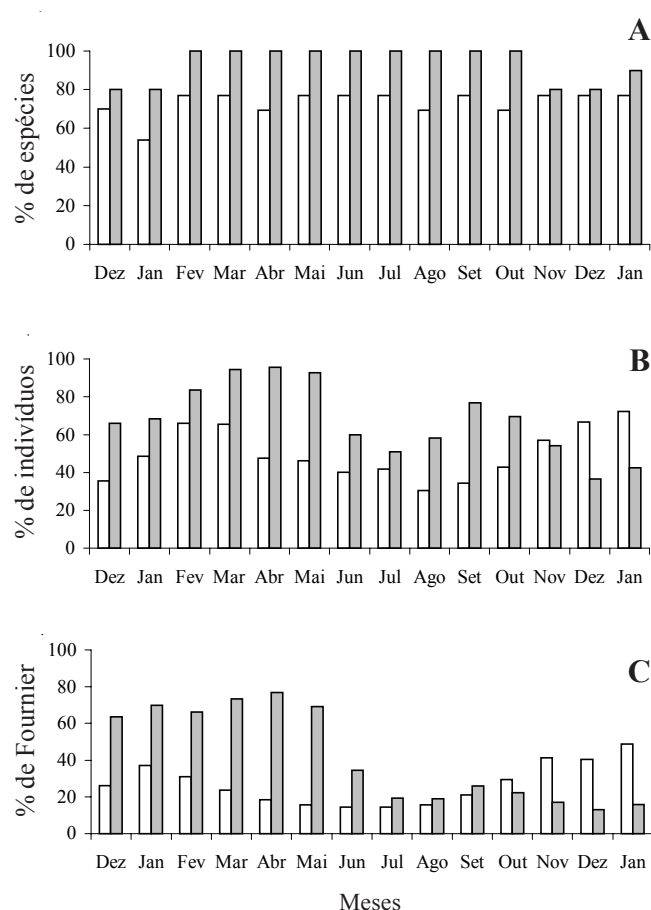 A
% de espécies
100
80
60
40
20
0
Dez Jan Fev Mar Abr Mai Jun Jul Ago Set Out Nov Dez Jan
B
% de indivíduos
100
80
60
40
20
0
Dez Jan Fev Mar Abr Mai Jun Jul Ago Set Out Nov Dez Jan
C
% de Fournier
100
80
60
40
20
0
Dez Jan Fev Mar Abr Mai Jun Jul Ago Set Out Nov Dez Jan
Meses